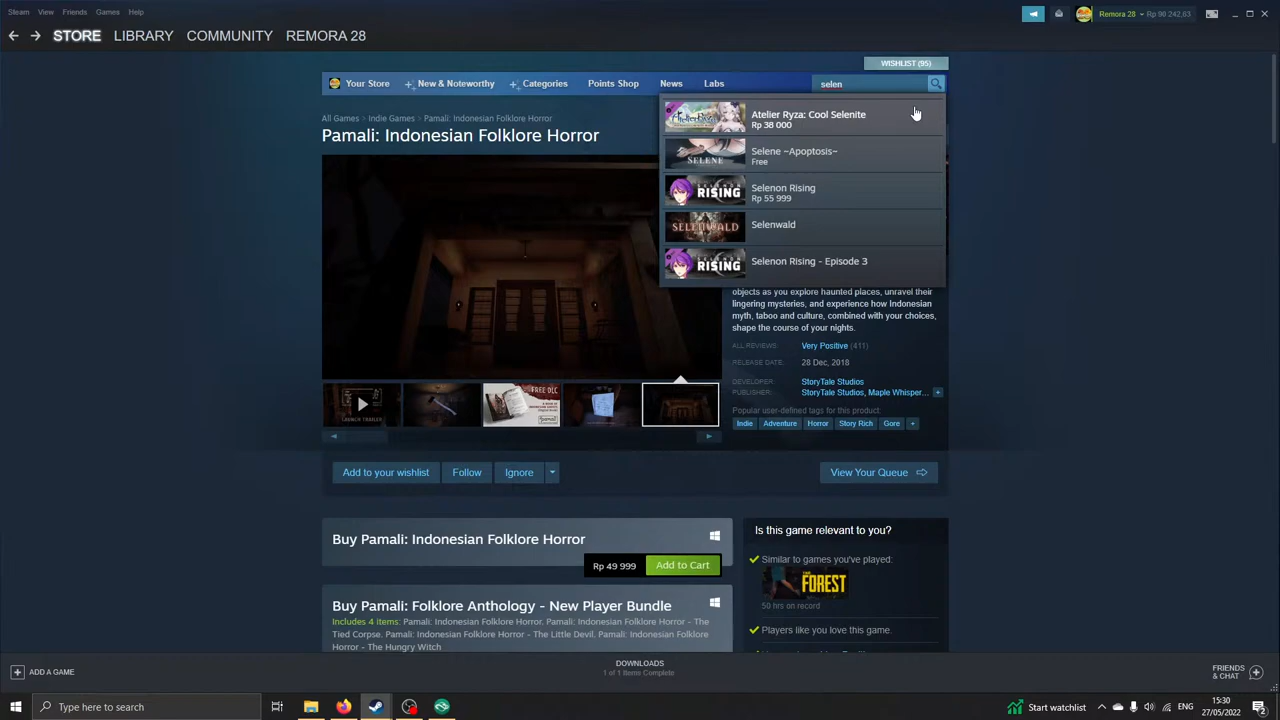 Steam View Friends Games Help
Remora 28 Rp 90 242,63
STORE LIBRARY COMMUNITY REMORA 28
WISHLIST (95)
Your Store New & Noteworthy Categories Points Shop News Labs selen
All Games > Indie Games > Pamali: Indonesian Folklore Horror
Pamali: Indonesian Folklore Horror
Atelier Ryza: Cool Selenite
Rp 38 000
SELENE
Selene ~Apoptosis~
Free
SELENON RISING
Selenon Rising
Rp 55 999
SELENWALD
Selenwald
SELENON RISING
Selenon Rising - Episode 3
objects as you explore haunted places, unravel their
lingering mysteries, and experience how Indonesian
myth, taboo and culture, combined with your choices,
shape the course of your nights.
ALL REVIEWS: Very Positive (411)
RELEASE DATE: 28 Dec, 2018
DEVELOPER: StoryTale Studios
PUBLISHER: StoryTale Studios, Maple Whisper... +
Popular user-defined tags for this product:
Indie Adventure Horror Story Rich Gore +
LAUNCH TRAILER
FREE DLC
Add to your wishlist Follow Ignore View Your Queue
Buy Pamali: Indonesian Folklore Horror
Rp 49 999 Add to Cart
Is this game relevant to you?
Similar to games you've played:
THE FOREST
50 hrs on record
Players like you love this game.
Buy Pamali: Folklore Anthology - New Player Bundle
Includes 4 items: Pamali: Indonesian Folklore Horror, Pamali: Indonesian Folklore Horror - The
Tied Corpse, Pamali: Indonesian Folklore Horror - The Little Devil, Pamali: Indonesian Folklore
Horror - The Hungry Witch
ADD A GAME
DOWNLOADS
1 of 1 Items Complete
FRIENDS
& CHAT
Type here to search
Start watchlist
ENG
15:30
27/05/2022